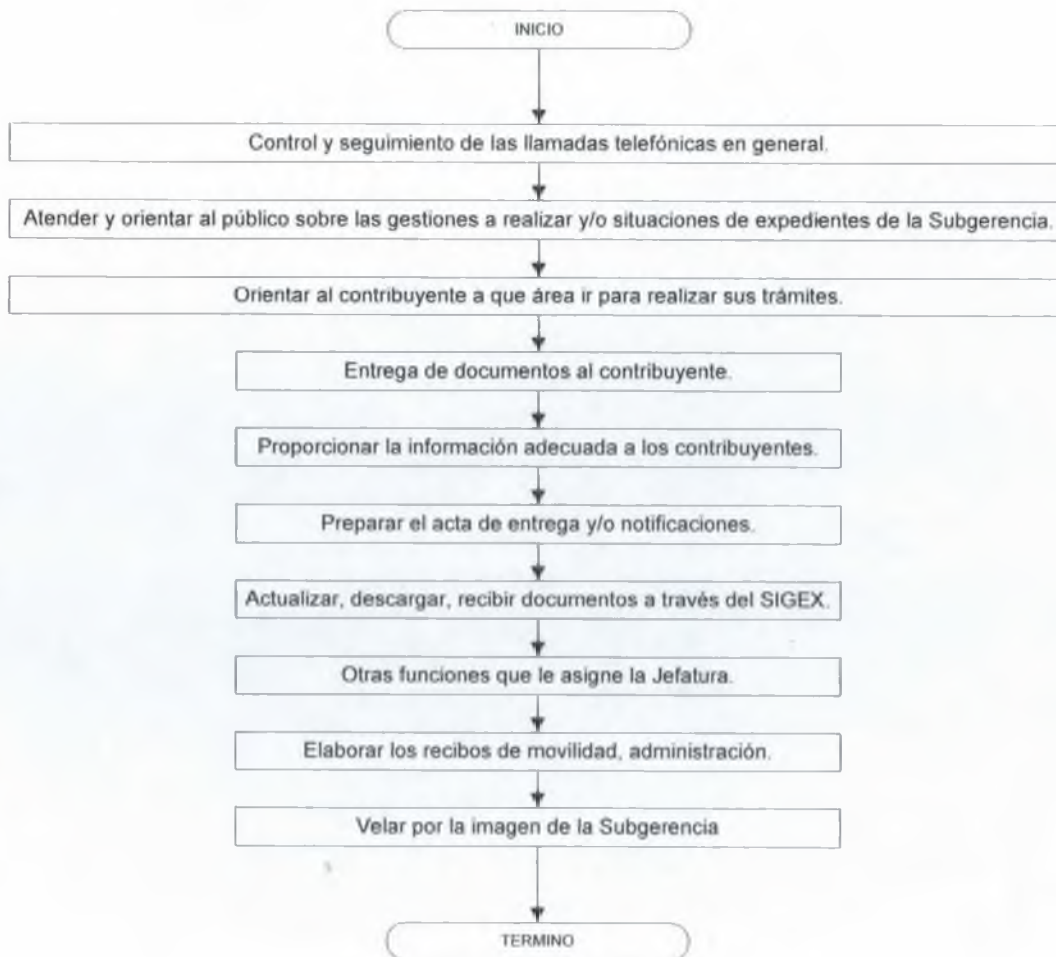 INICIO
Control y seguimiento de las llamadas telefónicas en general.
Atender y orientar al público sobre las gestiones a realizar y/o situaciones de expedientes de la Subgerencia.
Orientar al contribuyente a que área ir para realizar sus trámites.
Entrega de documentos al contribuyente.
Proporcionar la información adecuada a los contribuyentes.
Preparar el acta de entrega y/o notificaciones.
Actualizar, descargar, recibir documentos a través del SIGEX.
Otras funciones que le asigne la Jefatura.
Elaborar los recibos de movilidad, administración.
Velar por la imagen de la Subgerencia
TERMINO